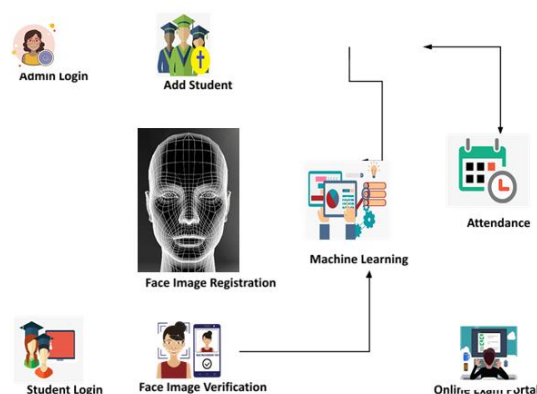 Admin Login
Add Student
Attendance
Machine Learning
Face Image Registration
Student Login
Face Image Verification
Online Exam Portal